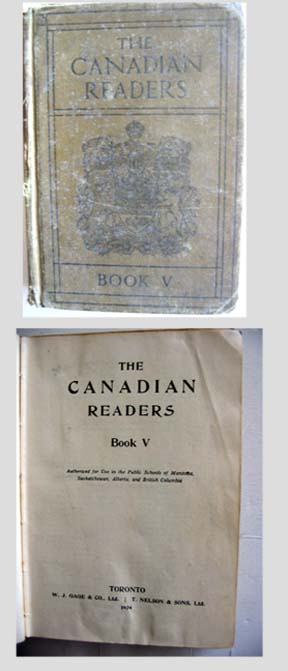 THE
CANADIAN
READERS
BOOK V
THE
CANADIAN
READERS
Book V
Authorized for Use in the Public Schools of Manitoba,
Saskatchewan, Alberta, and British Columbia
TORONTO
W. J. GAGE & CO., Ltd. | T. NELSON & SONS, Ltd.